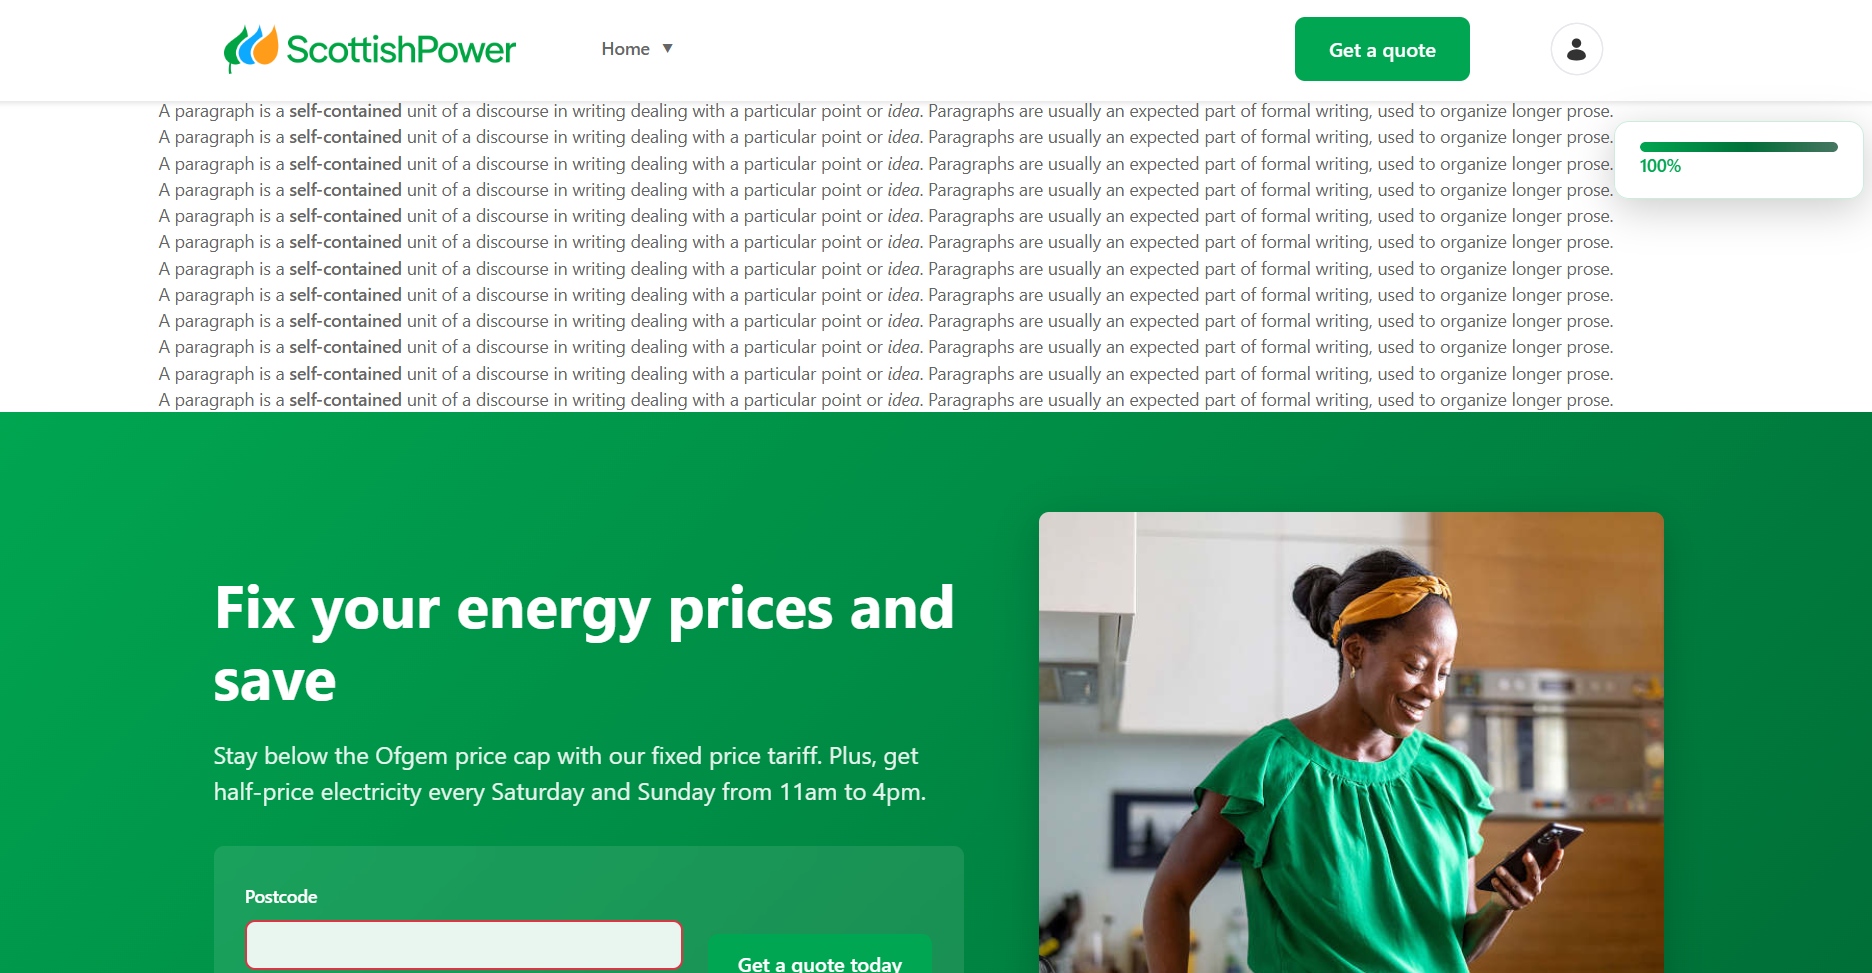 ScottishPower
Home ▼
Get a quote
A paragraph is a self-contained unit of a discourse in writing dealing with a particular point or idea. Paragraphs are usually an expected part of formal writing, used to organize longer prose.
A paragraph is a self-contained unit of a discourse in writing dealing with a particular point or idea. Paragraphs are usually an expected part of formal writing, used to organize longer prose.
A paragraph is a self-contained unit of a discourse in writing dealing with a particular point or idea. Paragraphs are usually an expected part of formal writing, used to organize longer prose.
A paragraph is a self-contained unit of a discourse in writing dealing with a particular point or idea. Paragraphs are usually an expected part of formal writing, used to organize longer prose.
A paragraph is a self-contained unit of a discourse in writing dealing with a particular point or idea. Paragraphs are usually an expected part of formal writing, used to organize longer prose.
A paragraph is a self-contained unit of a discourse in writing dealing with a particular point or idea. Paragraphs are usually an expected part of formal writing, used to organize longer prose.
A paragraph is a self-contained unit of a discourse in writing dealing with a particular point or idea. Paragraphs are usually an expected part of formal writing, used to organize longer prose.
A paragraph is a self-contained unit of a discourse in writing dealing with a particular point or idea. Paragraphs are usually an expected part of formal writing, used to organize longer prose.
A paragraph is a self-contained unit of a discourse in writing dealing with a particular point or idea. Paragraphs are usually an expected part of formal writing, used to organize longer prose.
A paragraph is a self-contained unit of a discourse in writing dealing with a particular point or idea. Paragraphs are usually an expected part of formal writing, used to organize longer prose.
A paragraph is a self-contained unit of a discourse in writing dealing with a particular point or idea. Paragraphs are usually an expected part of formal writing, used to organize longer prose.
A paragraph is a self-contained unit of a discourse in writing dealing with a particular point or idea. Paragraphs are usually an expected part of formal writing, used to organize longer prose.
100%
Fix your energy prices and
save
Stay below the Ofgem price cap with our fixed price tariff. Plus, get
half-price electricity every Saturday and Sunday from 11am to 4pm.
Postcode
Get a quote today